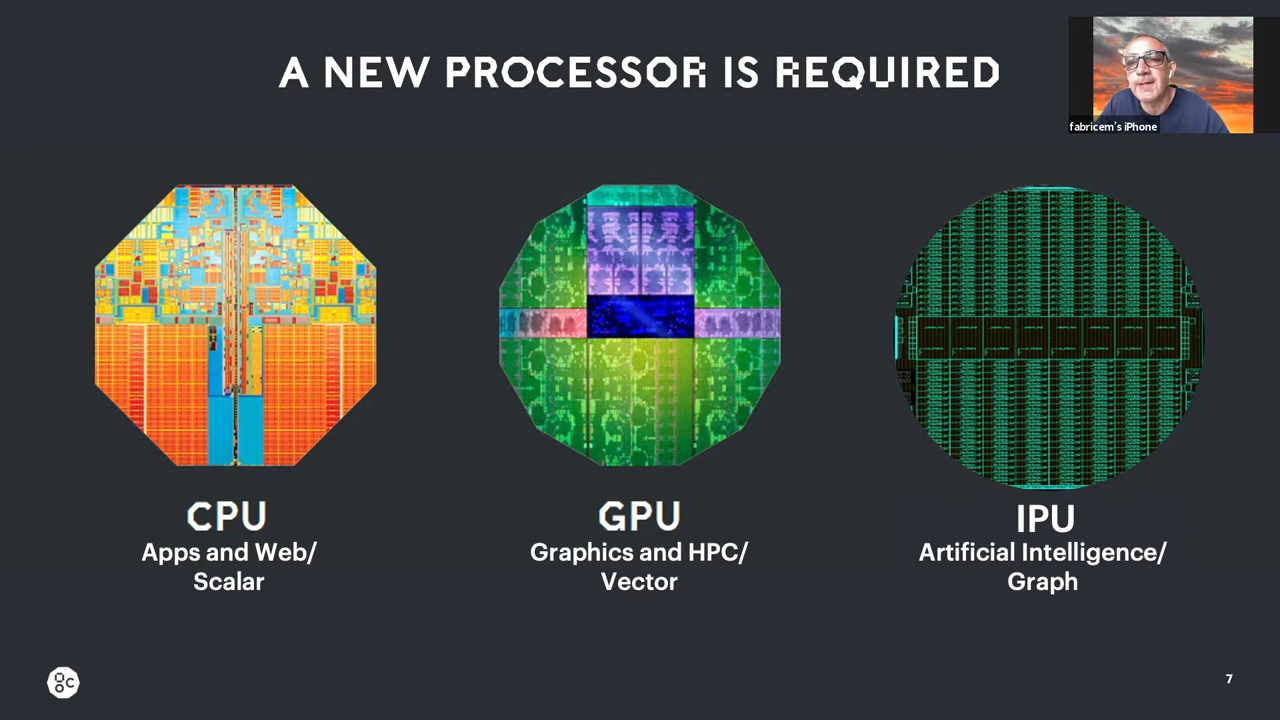 A NEW PROCESSOR IS REQUIRED
fabricem's iPhone
CPU
Apps and Web/
Scalar
GPU
Graphics and HPC/
Vector
IPU
Artificial Intelligence/
Graph
7